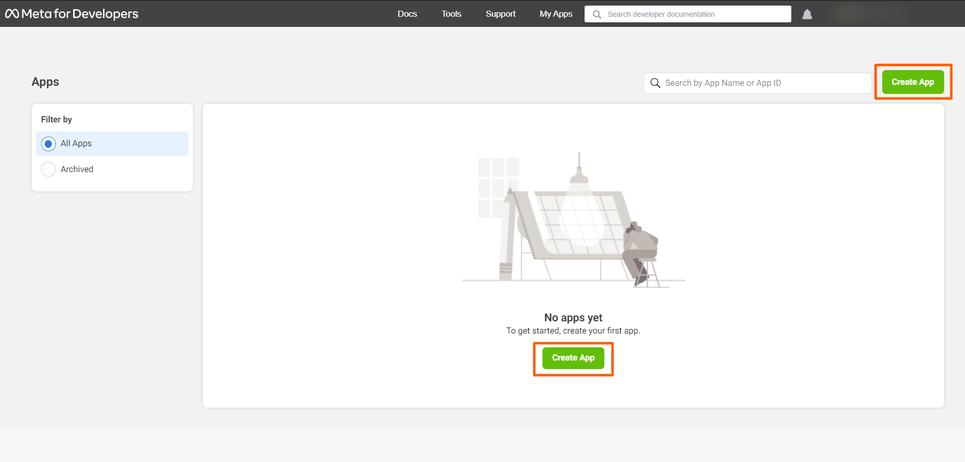 Meta for Developers
Docs
Tools
Support
My Apps
Search developer documentation
Apps
Search by App Name or App ID
Create App
Filter by
All Apps
Archived
No apps yet
To get started, create your first app.
Create App